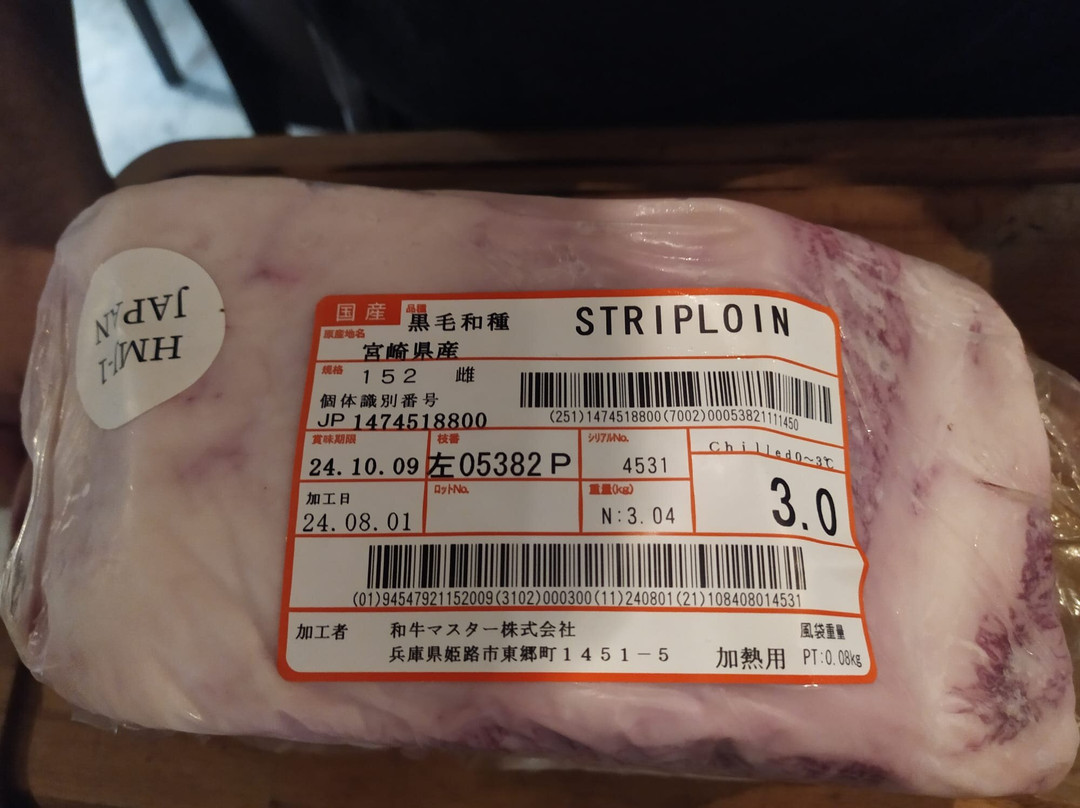 HMJ-1
JAPAN
国産
品種
黒毛和種
STRIPLOIN
原産地名
宮崎県産
規格
152 雌
個体識別番号
JP 1474518800
(251)1474518800(7002)00053821111450
賞味期限
24.10.09
枝番
左05382P
シリアルNo.
4531
Chilled0~3℃
加工日
24.08.01
ロットNo.
重量(kg)
N:3.04
3.0
(01)94547921152009(3102)000300(11)240801(21)108408014531
加工者 和牛マスター株式会社
兵庫県姫路市東郷町1451-5
加熱用
風袋重量
PT:0.08kg